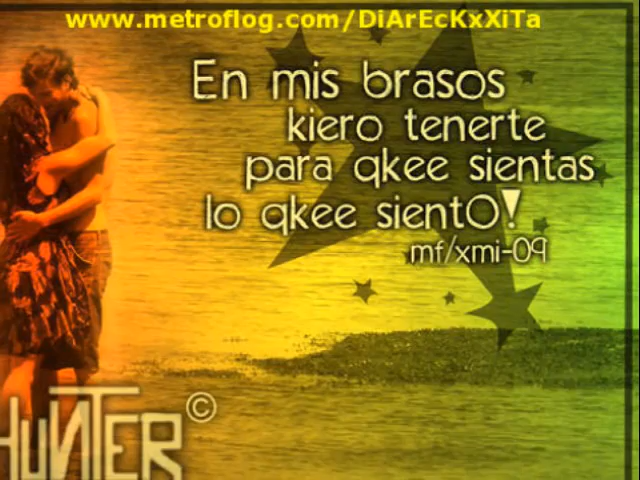 www.metroflog.com/DiArEcKxXiTa
En mis brasos
kiero tenerte
para qkee sientas
lo qkee sientO!
mf/xmi-09
HuNTER©